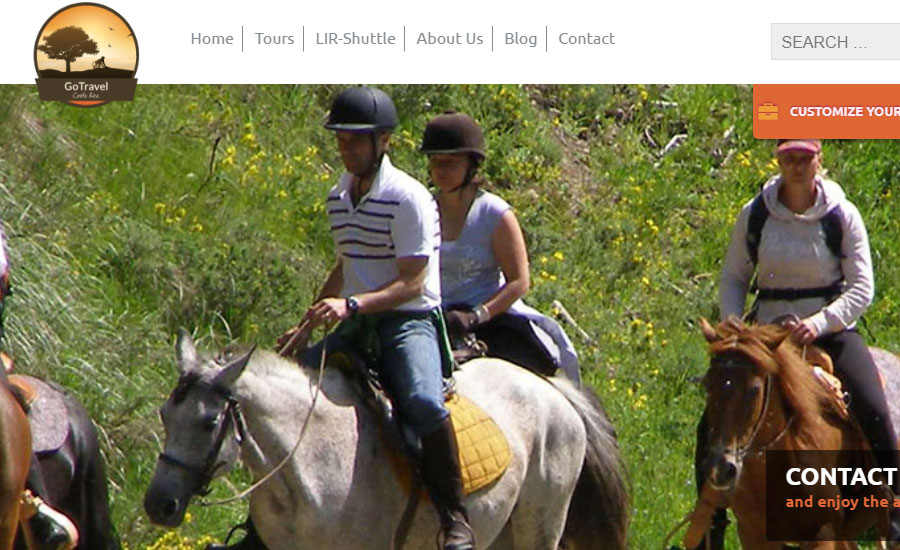 GoTravel
Costa Rica
Home
Tours
LIR-Shuttle
About Us
Blog
Contact
SEARCH ...
CUSTOMIZE YOUR
CONTACT
and enjoy the a